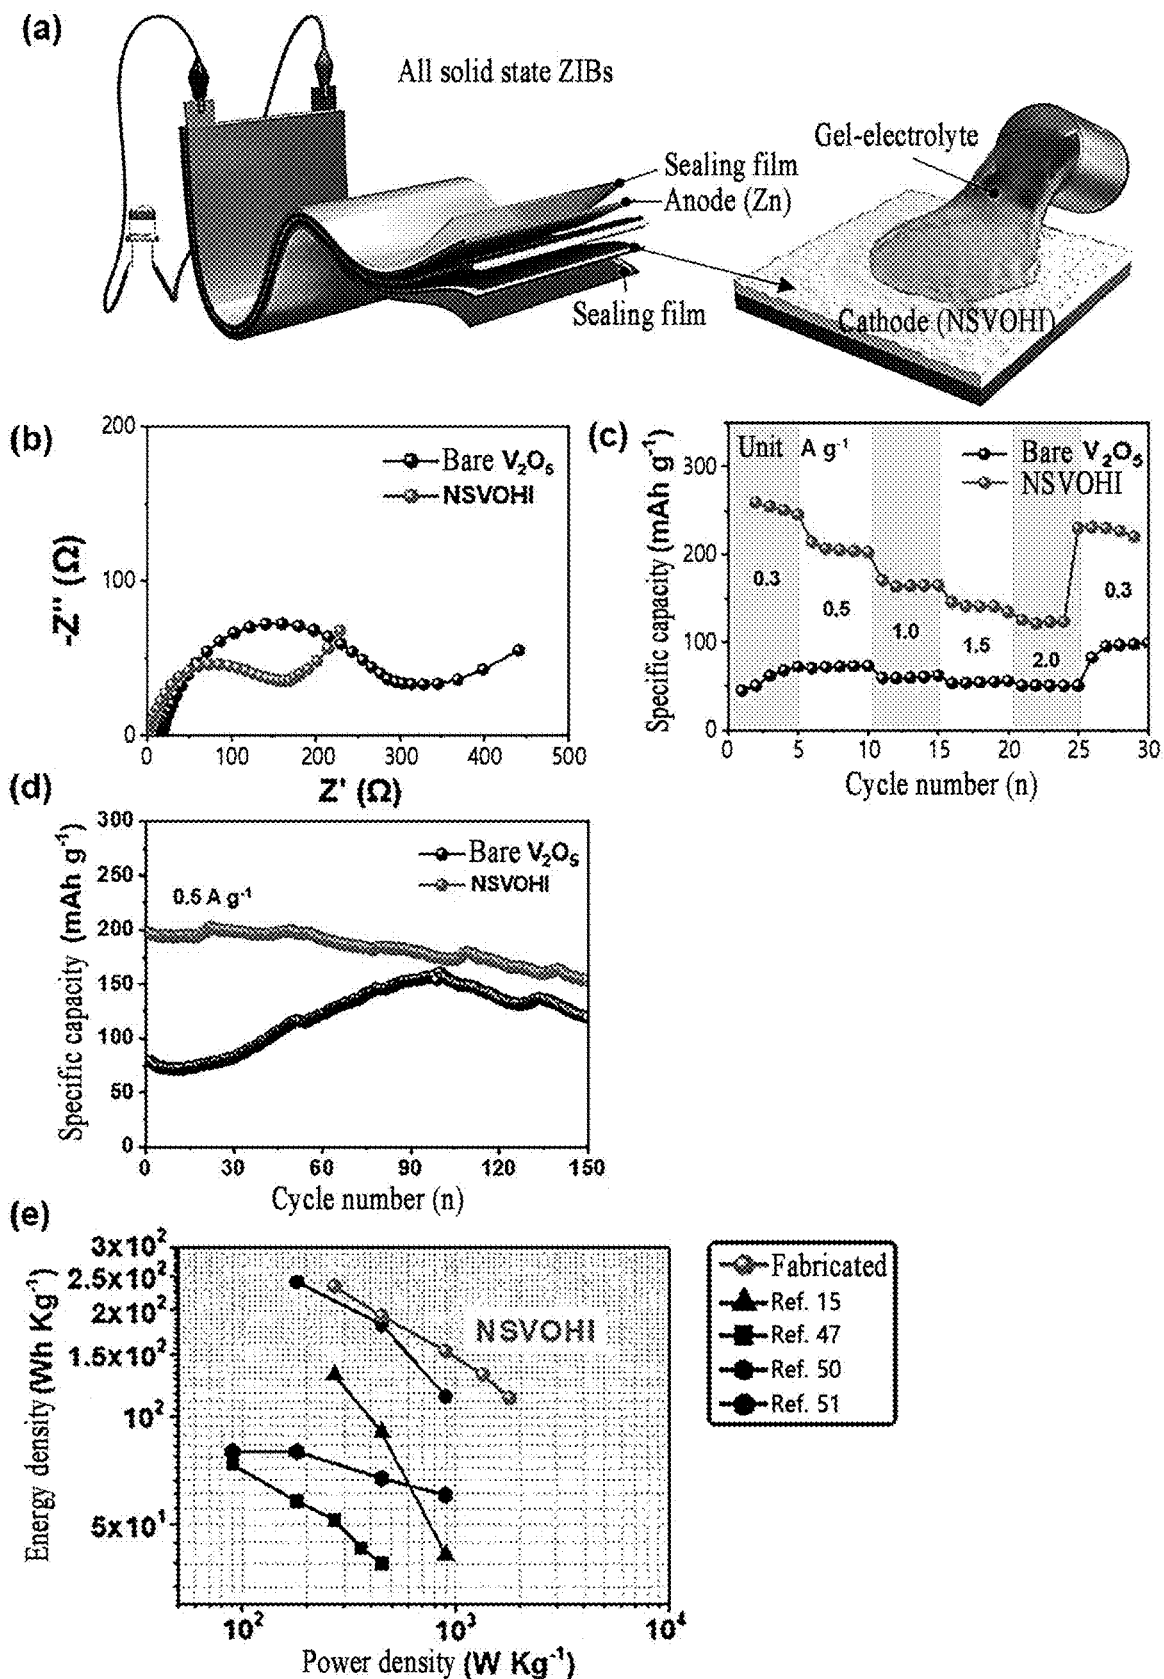 (a)
All solid state ZIBs
Gel-electrolyte
Sealing film
Anode (Zn)
Sealing film
Cathode (NSVOHI)
(b)
200
100
0
-Z'' (Ω)
Bare V₂O₅
NSVOHI
0 100 200 300 400 500
Z' (Ω)
(c)
Unit A g⁻¹
Bare V₂O₅
NSVOHI
300
200
100
0
Specific capacity (mAh g⁻¹)
0.3
0.5
1.0
1.5
2.0
0.3
0 5 10 15 20 25 30
Cycle number (n)
(d)
300
250
200
150
100
50
0
Specific capacity (mAh g⁻¹)
Bare V₂O₅
NSVOHI
0.5 A g⁻¹
0 30 60 90 120 150
Cycle number (n)
(e)
3x10²
2.5x10²
2x10²
1.5x10²
10²
5x10¹
Energy density (Wh Kg⁻¹)
NSVOHI
10² 10³ 10⁴
Power density (W Kg⁻¹)
Fabricated
Ref. 15
Ref. 47
Ref. 50
Ref. 51